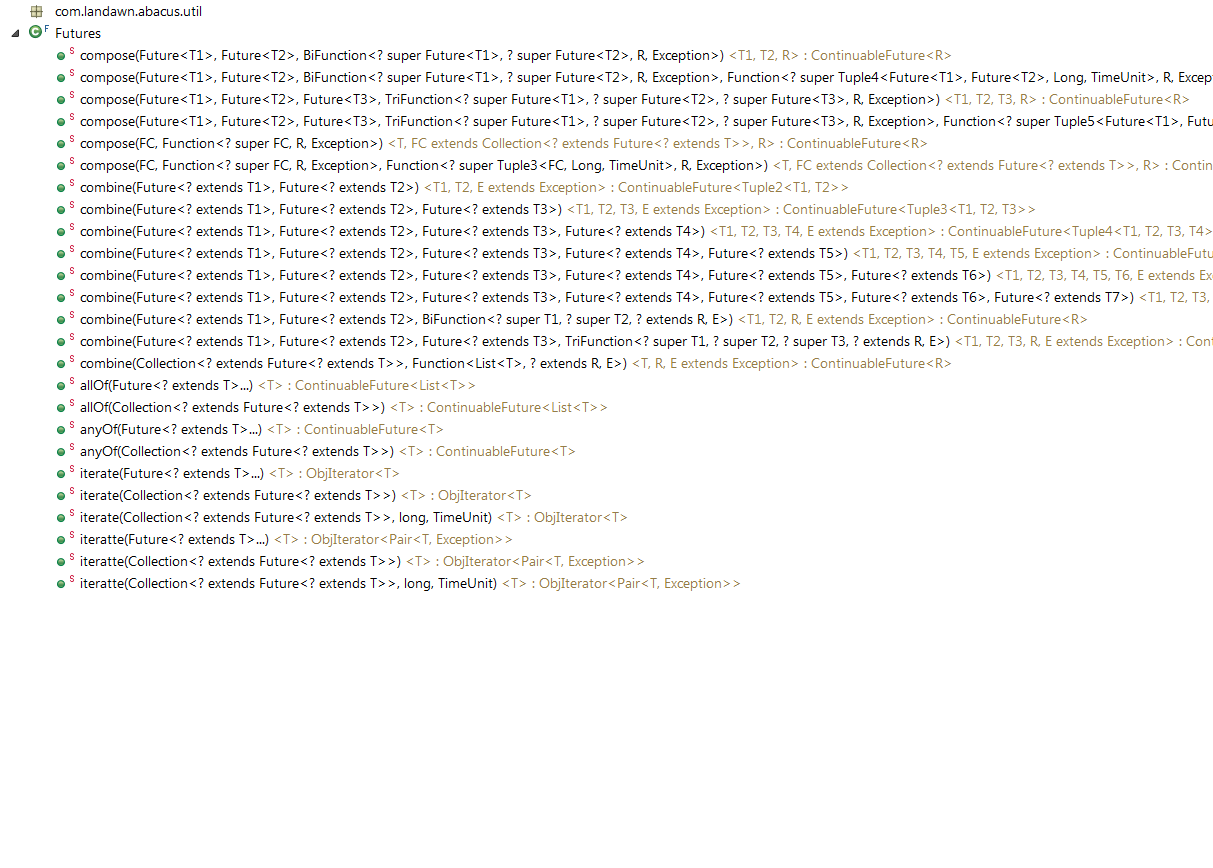 com.landawn.abacus.util
F Futures
S compose(Future<T1>, Future<T2>, BiFunction<? super Future<T1>, ? super Future<T2>, R, Exception>) <T1, T2, R> : ContinuableFuture<R>
S compose(Future<T1>, Future<T2>, BiFunction<? super Future<T1>, ? super Future<T2>, R, Exception>, Function<? super Tuple4<Future<T1>, Future<T2>, Long, TimeUnit>, R, Excep
S compose(Future<T1>, Future<T2>, Future<T3>, TriFunction<? super Future<T1>, ? super Future<T2>, ? super Future<T3>, R, Exception>) <T1, T2, T3, R> : ContinuableFuture<R>
S compose(Future<T1>, Future<T2>, Future<T3>, TriFunction<? super Future<T1>, ? super Future<T2>, ? super Future<T3>, R, Exception>, Function<? super Tuple5<Future<T1>, Futu
S compose(FC, Function<? super FC, R, Exception>) <T, FC extends Collection<? extends Future<? extends T>>, R> : ContinuableFuture<R>
S compose(FC, Function<? super FC, R, Exception>, Function<? super Tuple3<FC, Long, TimeUnit>, R, Exception>) <T, FC extends Collection<? extends Future<? extends T>>, R> : Contin
S combine(Future<? extends T1>, Future<? extends T2>) <T1, T2, E extends Exception> : ContinuableFuture<Tuple2<T1, T2>>
S combine(Future<? extends T1>, Future<? extends T2>, Future<? extends T3>) <T1, T2, T3, E extends Exception> : ContinuableFuture<Tuple3<T1, T2, T3>>
S combine(Future<? extends T1>, Future<? extends T2>, Future<? extends T3>, Future<? extends T4>) <T1, T2, T3, T4, E extends Exception> : ContinuableFuture<Tuple4<T1, T2, T3, T4>
S combine(Future<? extends T1>, Future<? extends T2>, Future<? extends T3>, Future<? extends T4>, Future<? extends T5>) <T1, T2, T3, T4, T5, E extends Exception> : ContinuableFutu
S combine(Future<? extends T1>, Future<? extends T2>, Future<? extends T3>, Future<? extends T4>, Future<? extends T5>, Future<? extends T6>) <T1, T2, T3, T4, T5, T6, E extends Ex
S combine(Future<? extends T1>, Future<? extends T2>, Future<? extends T3>, Future<? extends T4>, Future<? extends T5>, Future<? extends T6>, Future<? extends T7>) <T1, T2, T3,
S combine(Future<? extends T1>, Future<? extends T2>, BiFunction<? super T1, ? super T2, ? extends R, E>) <T1, T2, R, E extends Exception> : ContinuableFuture<R>
S combine(Future<? extends T1>, Future<? extends T2>, Future<? extends T3>, TriFunction<? super T1, ? super T2, ? super T3, ? extends R, E>) <T1, T2, T3, R, E extends Exception> : Cont
S combine(Collection<? extends Future<? extends T>>, Function<List<T>, ? extends R, E>) <T, R, E extends Exception> : ContinuableFuture<R>
S allOf(Future<? extends T>...) <T> : ContinuableFuture<List<T>>
S allOf(Collection<? extends Future<? extends T>>) <T> : ContinuableFuture<List<T>>
S anyOf(Future<? extends T>...) <T> : ContinuableFuture<T>
S anyOf(Collection<? extends Future<? extends T>>) <T> : ContinuableFuture<T>
S iterate(Future<? extends T>...) <T> : ObjIterator<T>
S iterate(Collection<? extends Future<? extends T>>) <T> : ObjIterator<T>
S iterate(Collection<? extends Future<? extends T>>, long, TimeUnit) <T> : ObjIterator<T>
S iteratte(Future<? extends T>...) <T> : ObjIterator<Pair<T, Exception>>
S iteratte(Collection<? extends Future<? extends T>>) <T> : ObjIterator<Pair<T, Exception>>
S iteratte(Collection<? extends Future<? extends T>>, long, TimeUnit) <T> : ObjIterator<Pair<T, Exception>>